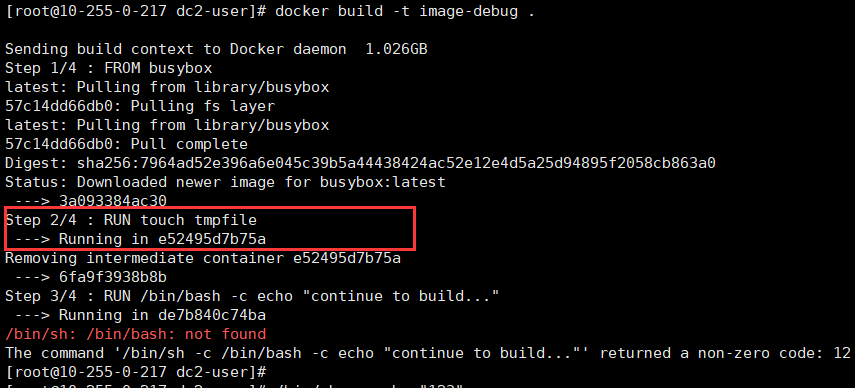 [root@10-255-0-217 dc2-user]# docker build -t image-debug .
Sending build context to Docker daemon  1.026GB
Step 1/4 : FROM busybox
latest: Pulling from library/busybox
57c14dd66db0: Pulling fs layer
latest: Pulling from library/busybox
57c14dd66db0: Pull complete
Digest: sha256:7964ad52e396a6e045c39b5a44438424ac52e12e4d5a25d94895f2058cb863a0
Status: Downloaded newer image for busybox:latest
 ---> 3a093384ac30
Step 2/4 : RUN touch tmpfile
 ---> Running in e52495d7b75a
Removing intermediate container e52495d7b75a
 ---> 6fa9f3938b8b
Step 3/4 : RUN /bin/bash -c echo "continue to build..."
 ---> Running in de7b840c74ba
/bin/sh: /bin/bash: not found
The command '/bin/sh -c /bin/bash -c echo "continue to build..."' returned a non-zero code: 12
[root@10-255-0-217 dc2-user]#